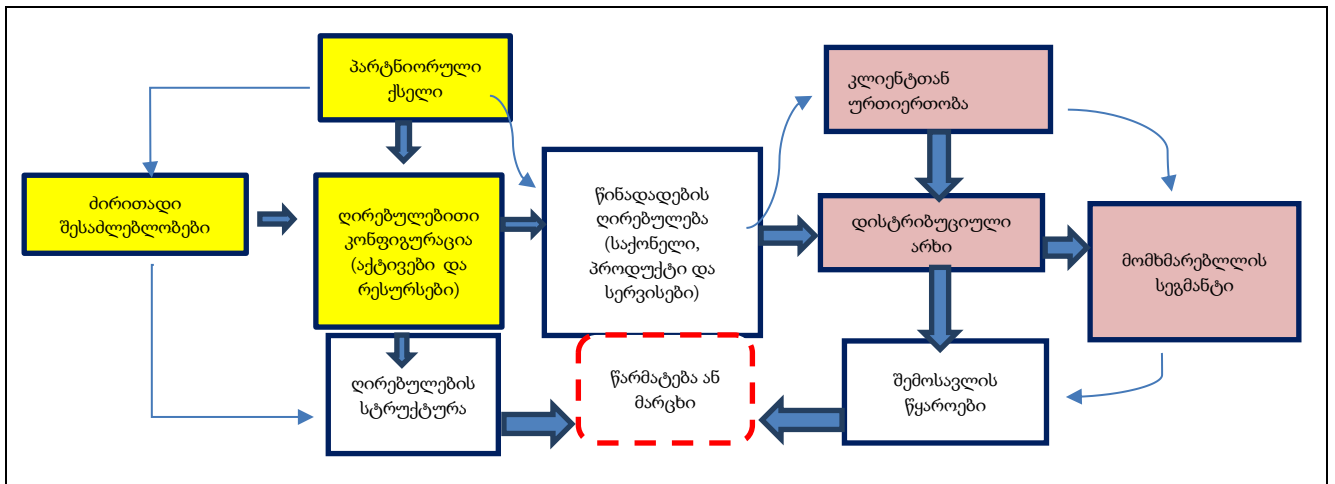 პარტნიორული
ქსელი
კლიენტთან
ურთიერთობა
ძირითადი
შესაძლებლობები
ღირებულებითი
კონფიგურაცია
(აქტივები და
რესურსები)
წინადადების
ღირებულება
(საქონელი,
პროდუქტი და
სერვისები)
დისტრიბუციული
არხი
მომხმარებლლის
სეგმანტი
ღირებულების
სტრუქტურა
წარმატება ან
მარცხი
შემოსავლის
წყაროები